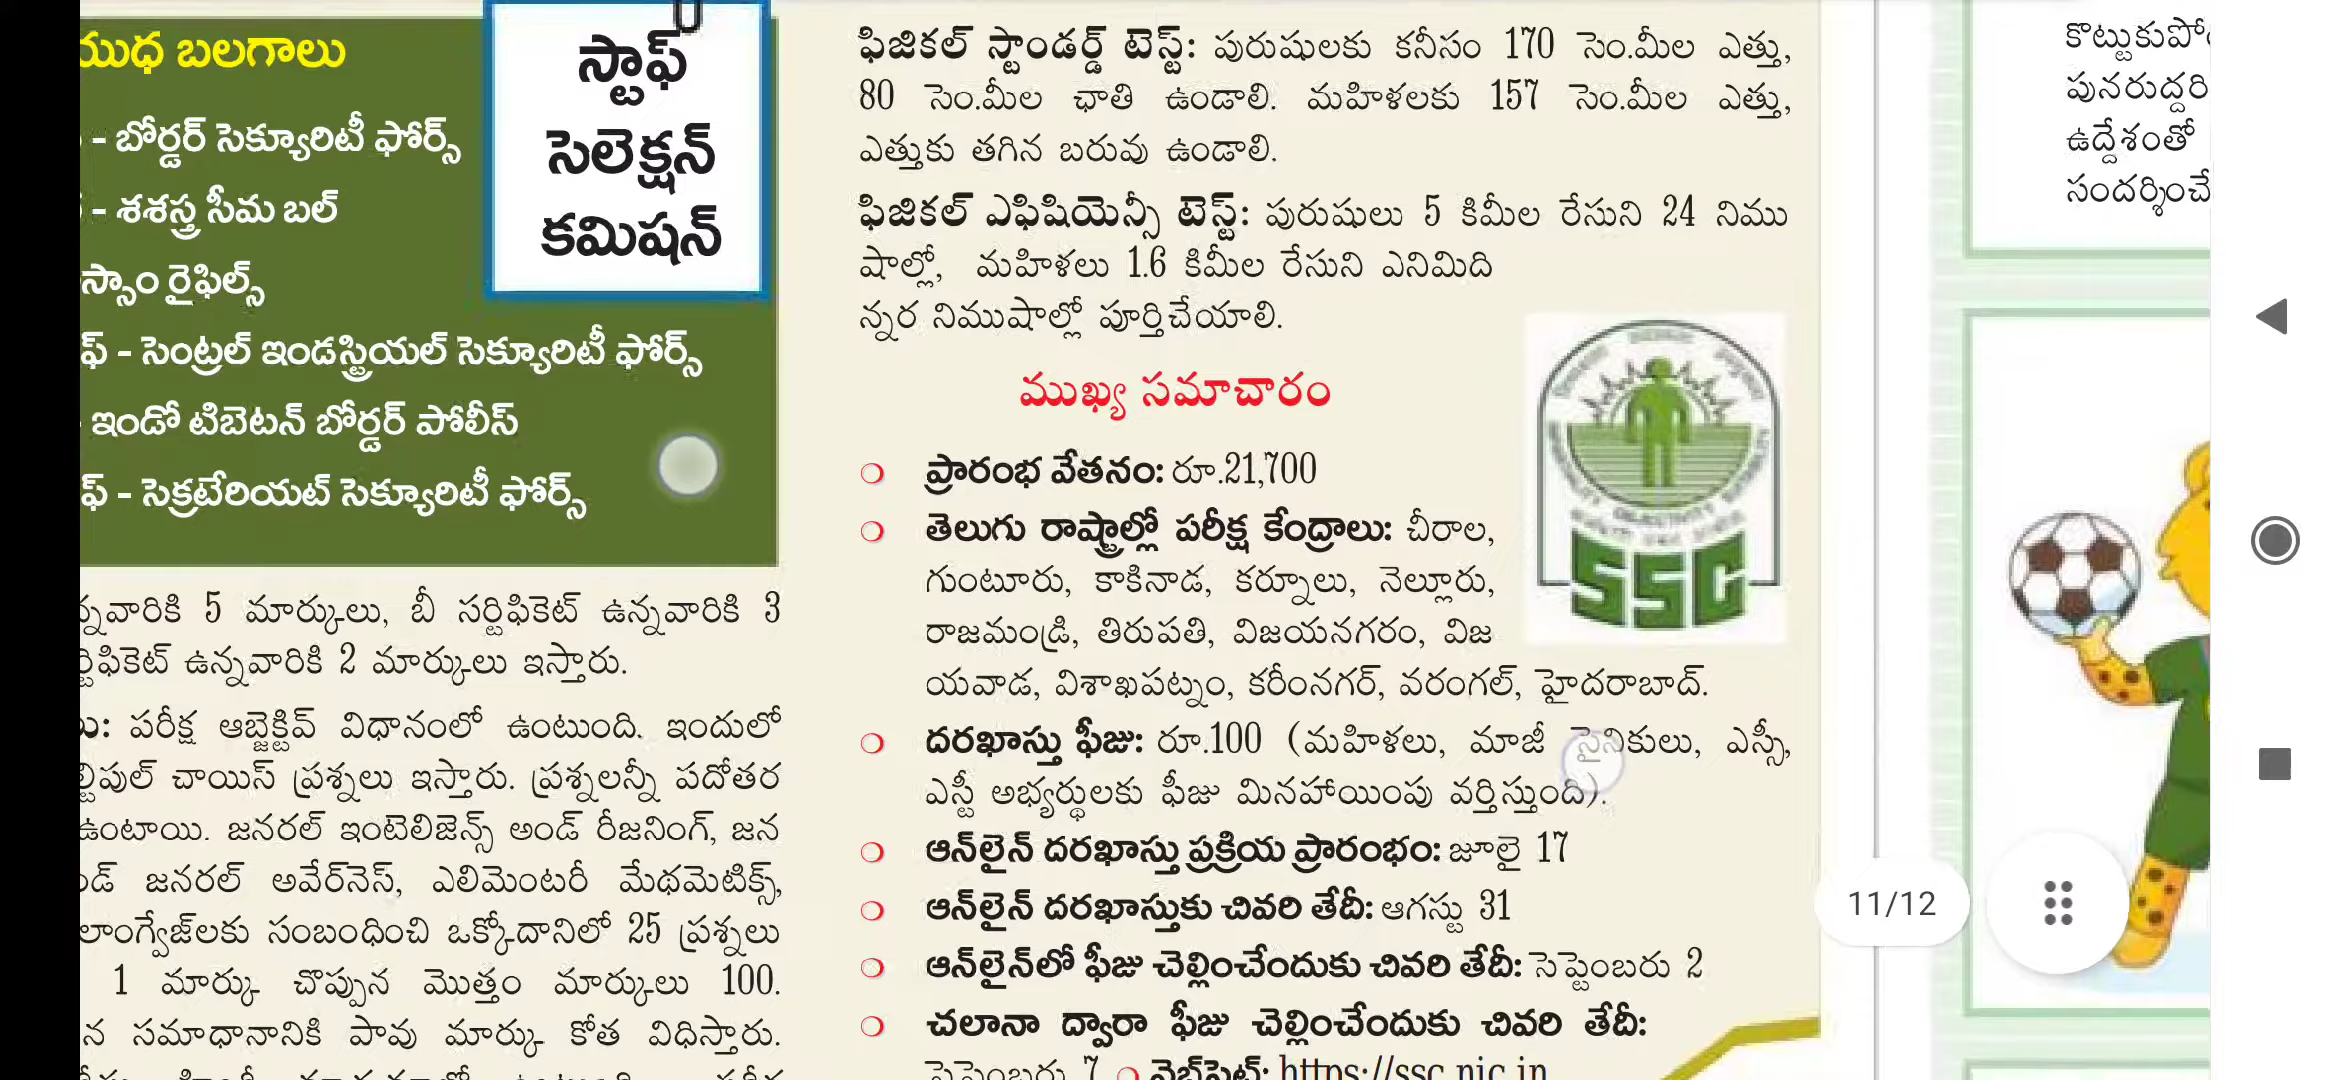 ముధ బలగాలు
- బోర్డర్ సెక్యూరిటీ ఫోర్స్
- శశస్త్ర సీమ బల్
స్సాం రైఫిల్స్
ఫ్ - సెంట్రల్ ఇండస్ట్రియల్ సెక్యూరిటీ ఫోర్స్
- ఇండో టిబెటన్ బోర్డర్ పోలీస్
ఫ్ - సెక్రటేరియట్ సెక్యూరిటీ ఫోర్స్
స్టాఫ్
సెలెక్షన్
కమిషన్
న్నవారికి 5 మార్కులు, బీ సర్టిఫికెట్ ఉన్నవారికి 3
ర్టిఫికెట్ ఉన్నవారికి 2 మార్కులు ఇస్తారు.
పరీక్ష ఆబ్జెక్టివ్ విధానంలో ఉంటుంది. ఇందులో
ల్టిపుల్ చాయిస్ ప్రశ్నలు ఇస్తారు. ప్రశ్నలన్నీ పదోతర
ఉంటాయి. జనరల్ ఇంటెలిజెన్స్ అండ్ రీజనింగ్, జన
ండ్ జనరల్ అవేర్‌నెస్, ఎలిమెంటరీ మేథమెటిక్స్,
లాంగ్వేజ్‌లకు సంబంధించి ఒక్కోదానిలో 25 ప్రశ్నలు
1 మార్కు చొప్పున మొత్తం మార్కులు 100.
న సమాధానానికి పావు మార్కు కోత విధిస్తారు.
ఫిజికల్ స్టాండర్డ్ టెస్ట్: పురుషులకు కనీసం 170 సెం.మీల ఎత్తు,
80 సెం.మీల ఛాతి ఉండాలి. మహిళలకు 157 సెం.మీల ఎత్తు,
ఎత్తుకు తగిన బరువు ఉండాలి.
ఫిజికల్ ఎఫిషియెన్సీ టెస్ట్: పురుషులు 5 కిమీల రేసుని 24 నిము
షాల్లో, మహిళలు 1.6 కిమీల రేసుని ఎనిమిది
న్నర నిముషాల్లో పూర్తిచేయాలి.
ముఖ్య సమాచారం
❍ ప్రారంభ వేతనం: రూ.21,700
❍ తెలుగు రాష్ట్రాల్లో పరీక్ష కేంద్రాలు: చీరాల,
గుంటూరు, కాకినాడ, కర్నూలు, నెల్లూరు,
రాజమండ్రి, తిరుపతి, విజయనగరం, విజ
యవాడ, విశాఖపట్నం, కరీంనగర్, వరంగల్, హైదరాబాద్.
❍ దరఖాస్తు ఫీజు: రూ.100 (మహిళలు, మాజీ సైనికులు, ఎస్సీ,
ఎస్టీ అభ్యర్థులకు ఫీజు మినహాయింపు వర్తిస్తుంది).
❍ ఆన్‌లైన్ దరఖాస్తు ప్రక్రియ ప్రారంభం: జూలై 17
❍ ఆన్‌లైన్ దరఖాస్తుకు చివరి తేదీ: ఆగస్టు 31
❍ ఆన్‌లైన్‌లో ఫీజు చెల్లించేందుకు చివరి తేదీ: సెప్టెంబరు 2
❍ చలానా ద్వారా ఫీజు చెల్లించేందుకు చివరి తేదీ:
సెప్టెంబరు 7 ❍ వెబ్‌సైట్: https://ssc.nic.in
SSC
కొట్టుకుపో
పునరుద్ధరి
ఉద్దేశంతో
సందర్శించే
11/12